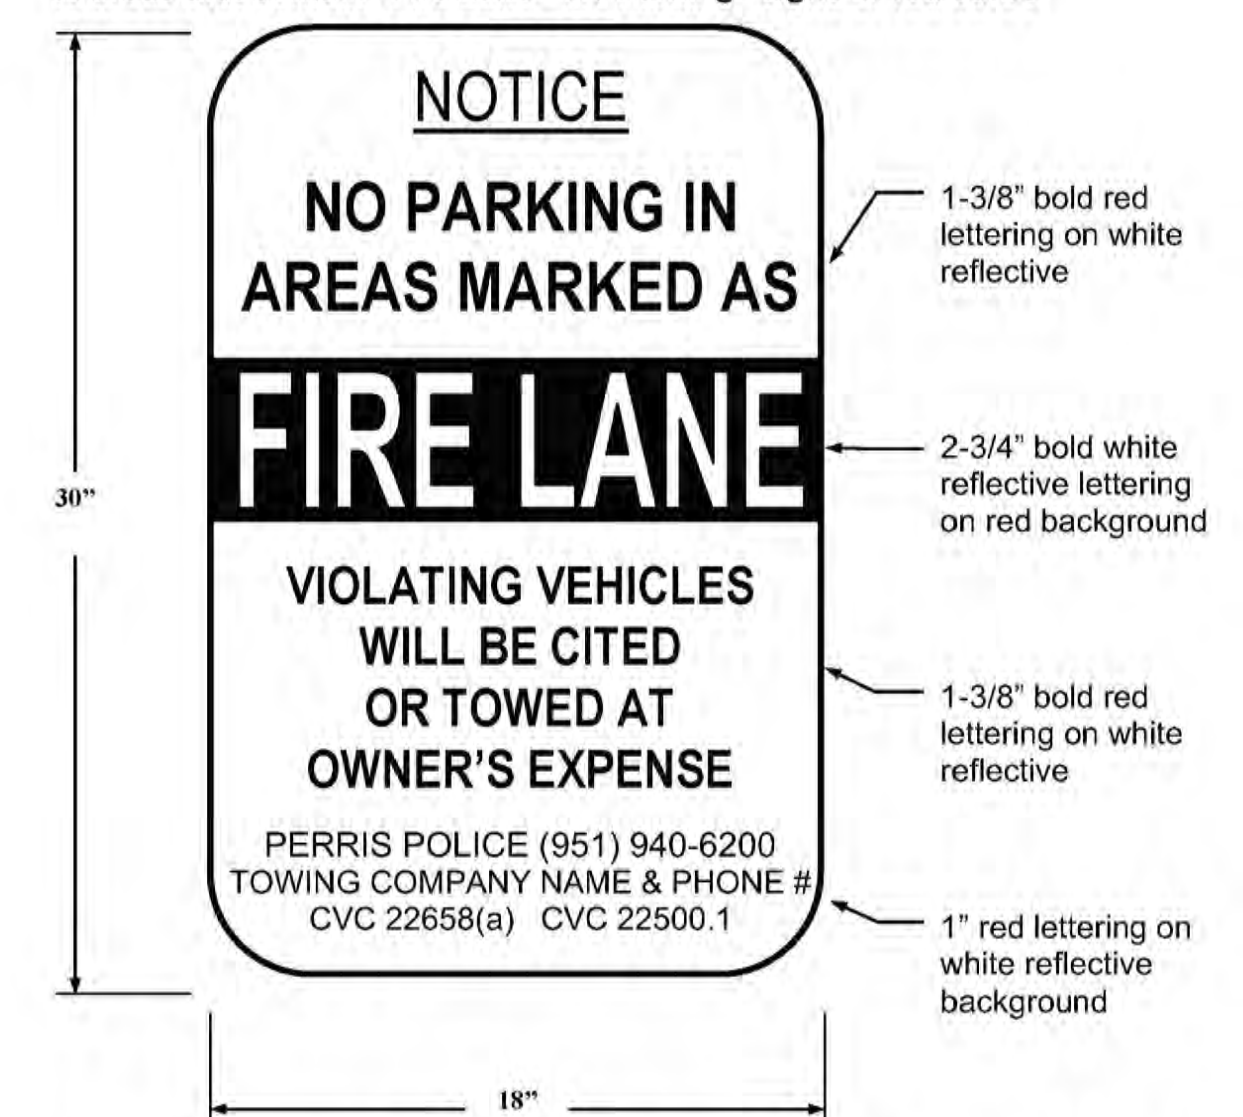 NOTICE
NO PARKING IN
AREAS MARKED AS
FIRE LANE
VIOLATING VEHICLES
WILL BE CITED
OR TOWED AT
OWNER'S EXPENSE
PERRIS POLICE (951) 940-6200
TOWING COMPANY NAME & PHONE #
CVC 22658(a) CVC 22500.1
30”
18”
1-3/8” bold red
lettering on white
reflective
2-3/4” bold white
reflective lettering
on red background
1-3/8” bold red
lettering on white
reflective
1” red lettering on
white reflective
background